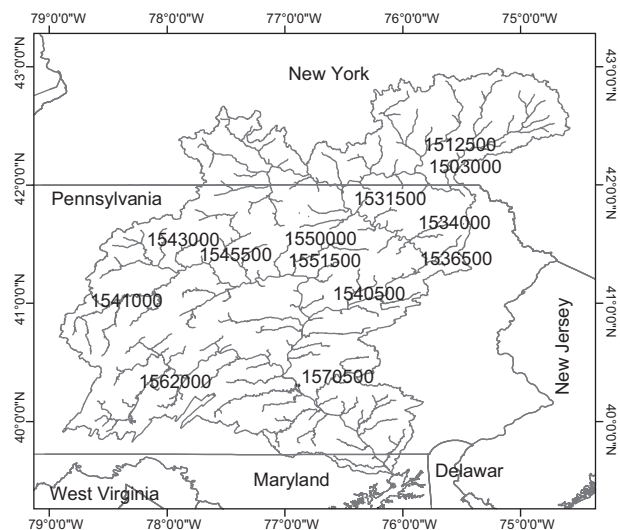 79°0'0"W 78°0'0"W 77°0'0"W 76°0'0"W 75°0'0"W
43°0'0"N
43°0'0"N
New York
1512500
1503000
42°0'0"N
42°0'0"N
Pennsylvania
1531500
1534000
1543000
1550000
1545500
1551500
1536500
1540500
1541000
41°0'0"N
41°0'0"N
New Jersey
1570500
1562000
40°0'0"N
40°0'0"N
Maryland
Delawar
West Virginia
79°0'0"W 78°0'0"W 77°0'0"W 76°0'0"W 75°0'0"W